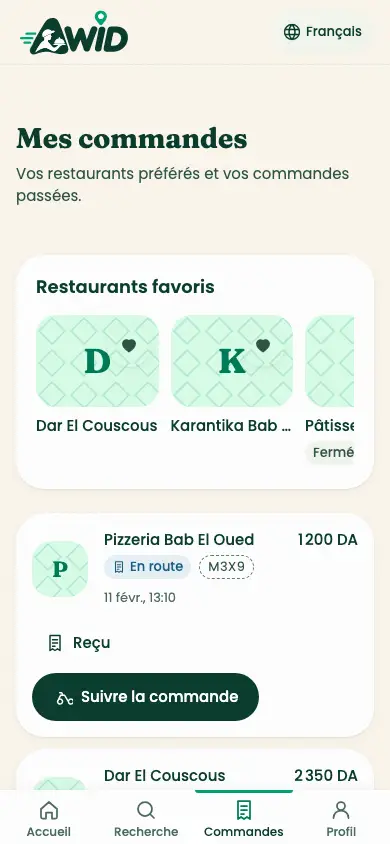 AWID
Français
Mes commandes
Vos restaurants préférés et vos commandes
passées.
Restaurants favoris
D
K
Dar El Couscous
Karantika Bab ...
Pâtisse
Fermé
Pizzeria Bab El Oued
1 200 DA
P
En route
M3X9
11 févr., 13:10
Reçu
Suivre la commande
Dar El Couscous
2 350 DA
Accueil
Recherche
Commandes
Profil